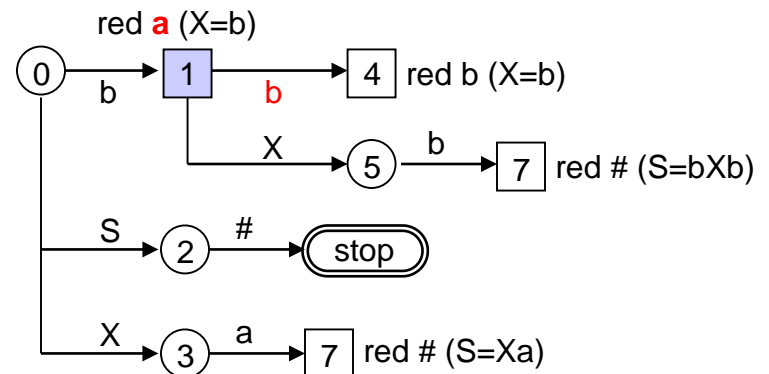 red a (X=b)
0 b 1 b 4 red b (X=b)
X 5 b 7 red # (S=bXb)
S 2 # stop
X 3 a 7 red # (S=Xa)